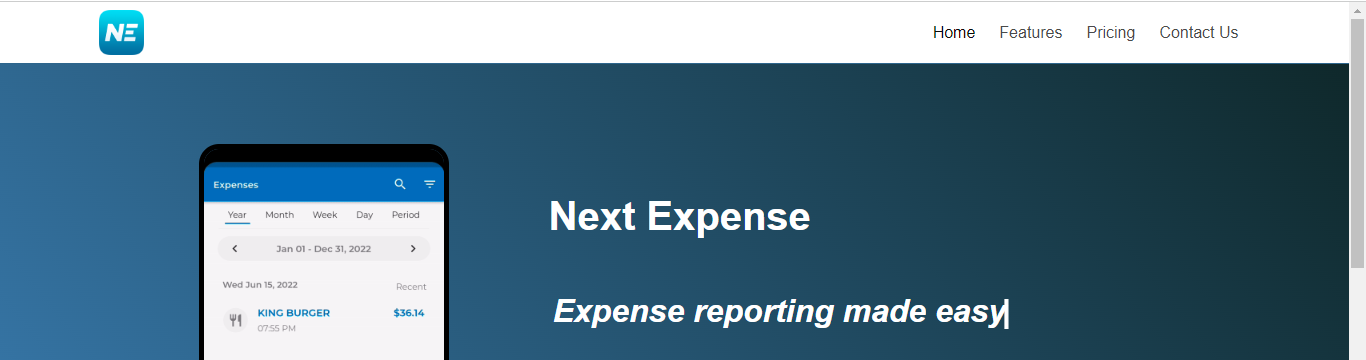 NE
Home Features Pricing Contact Us
Expenses
Year Month Week Day Period
Jan 01 - Dec 31, 2022
Wed Jun 15, 2022 Recent
KING BURGER $36.14
07:55 PM
Next Expense
Expense reporting made easy